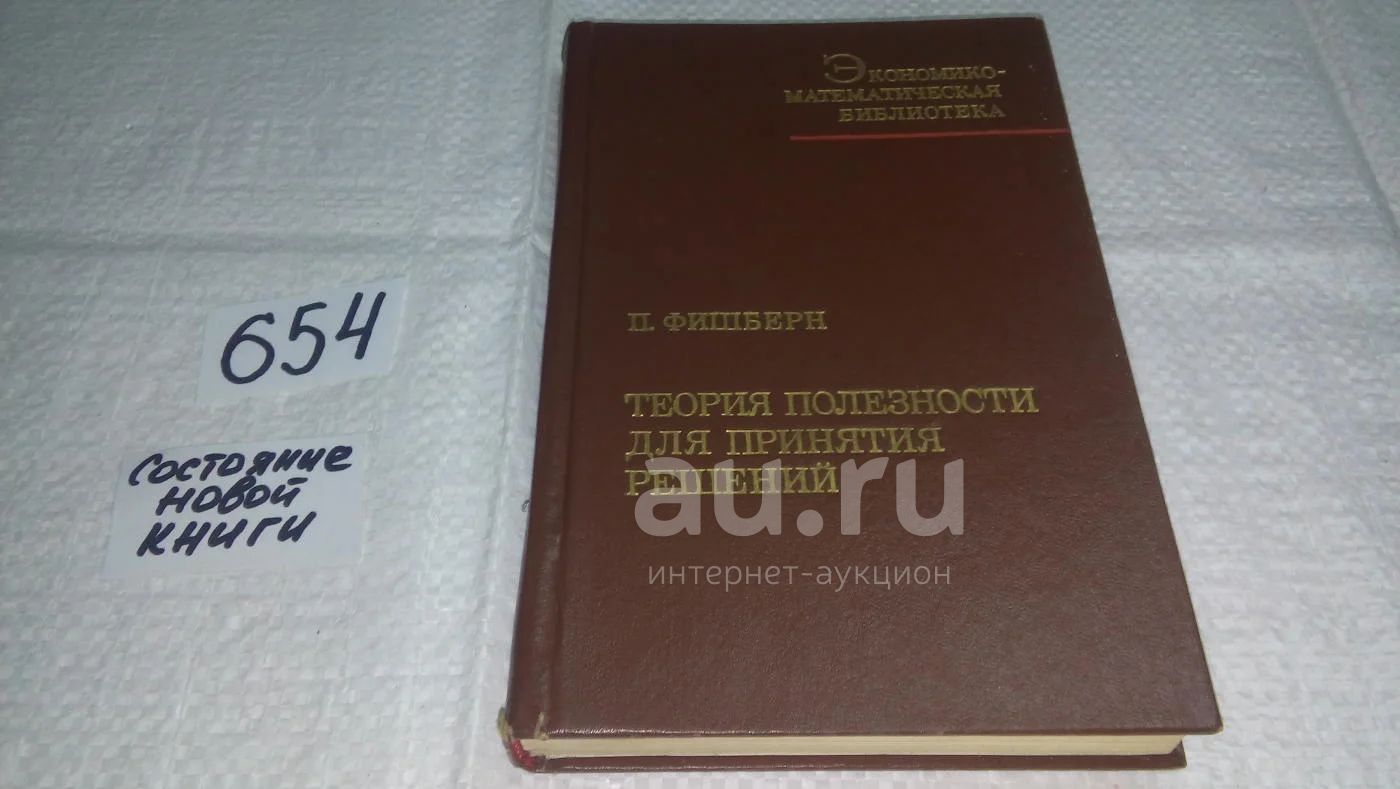 Экономико-
математическая
библиотека
П. ФИШБЕРН
ТЕОРИЯ ПОЛЕЗНОСТИ
ДЛЯ ПРИНЯТИЯ
РЕШЕНИЙ
654
состояние
новой
книги
au.ru
интернет-аукцион